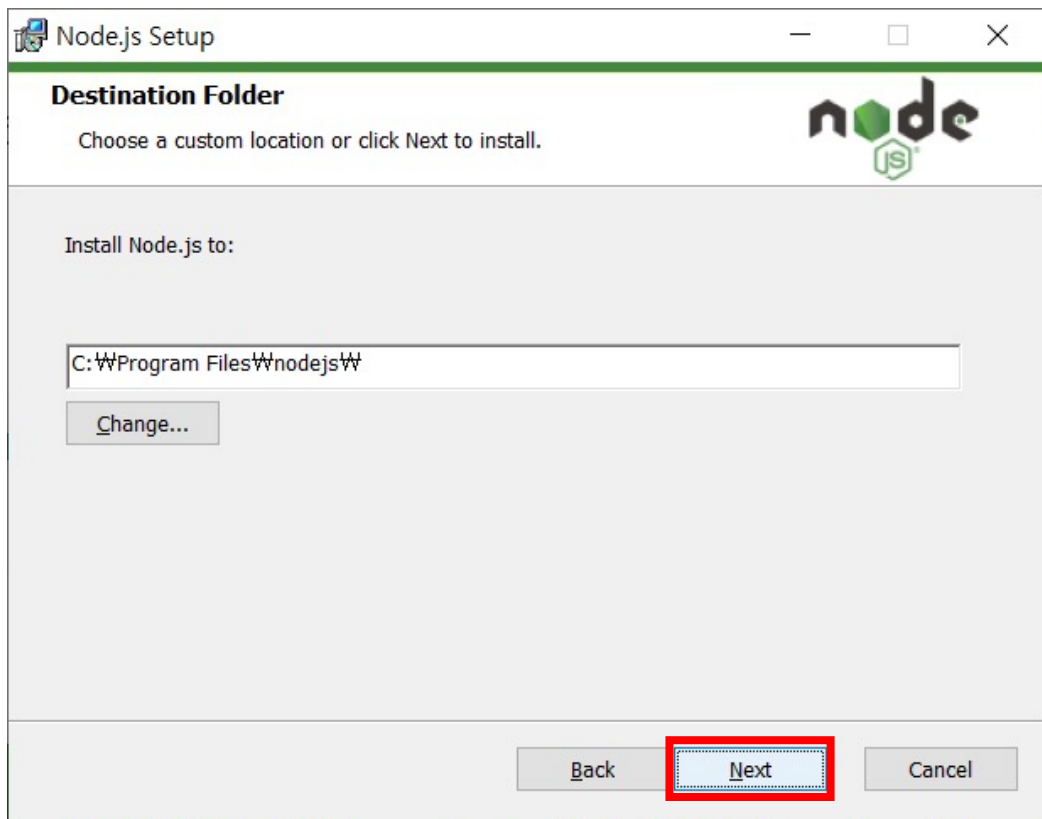 Node.js Setup
Destination Folder
Choose a custom location or click Next to install.
node
JS
Install Node.js to:
C:₩Program Files₩nodejs₩
Change...
Back
Next
Cancel